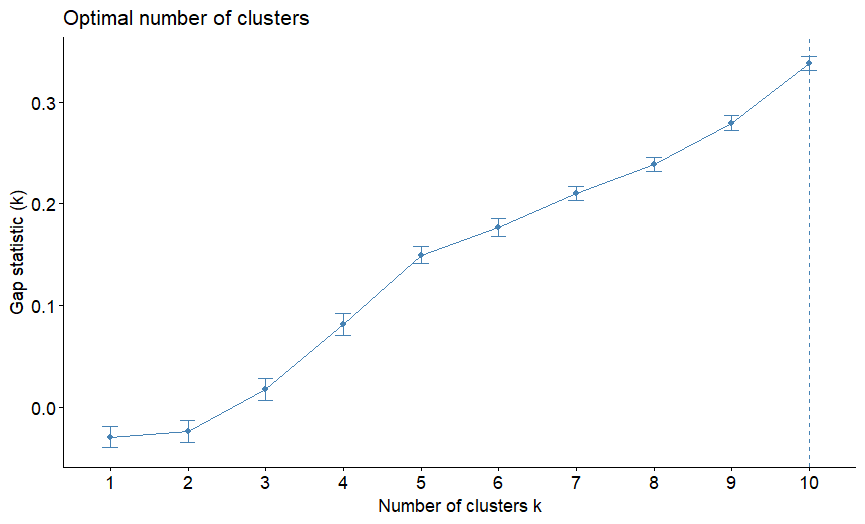 Optimal number of clusters
Gap statistic (k)
0.3
0.2
0.1
0.0
1 2 3 4 5 6 7 8 9 10
Number of clusters k